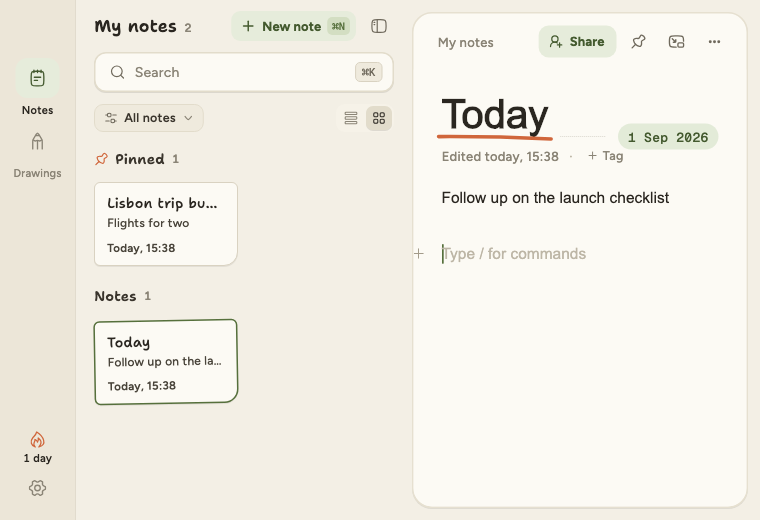 Notes
Drawings
1 day
My notes 2
New note ⌘N
Search ⌘K
All notes
Pinned 1
Lisbon trip bu...
Flights for two
Today, 15:38
Notes 1
Today
Follow up on the la...
Today, 15:38
My notes
Share
Today
1 Sep 2026
Edited today, 15:38 · + Tag
Follow up on the launch checklist
Type / for commands